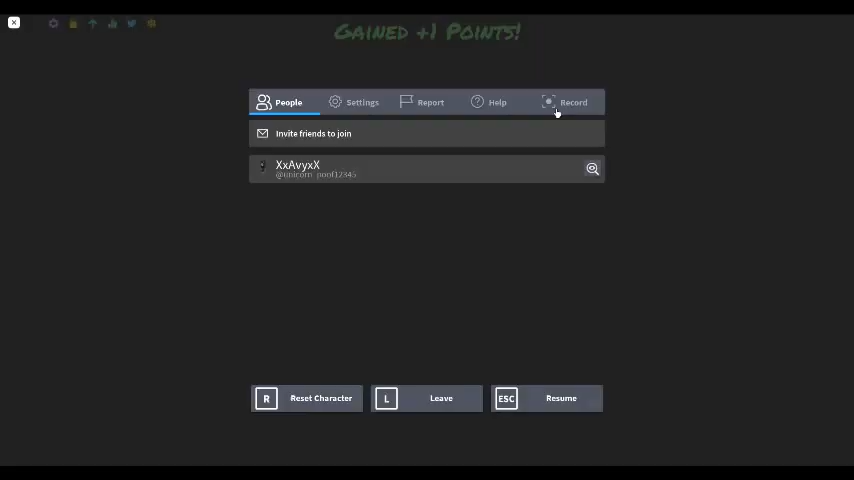 Gained +1 Points!
People Settings Report Help Record
Invite friends to join
XxAvyxX
@unicorn_poof12345
R Reset Character L Leave ESC Resume